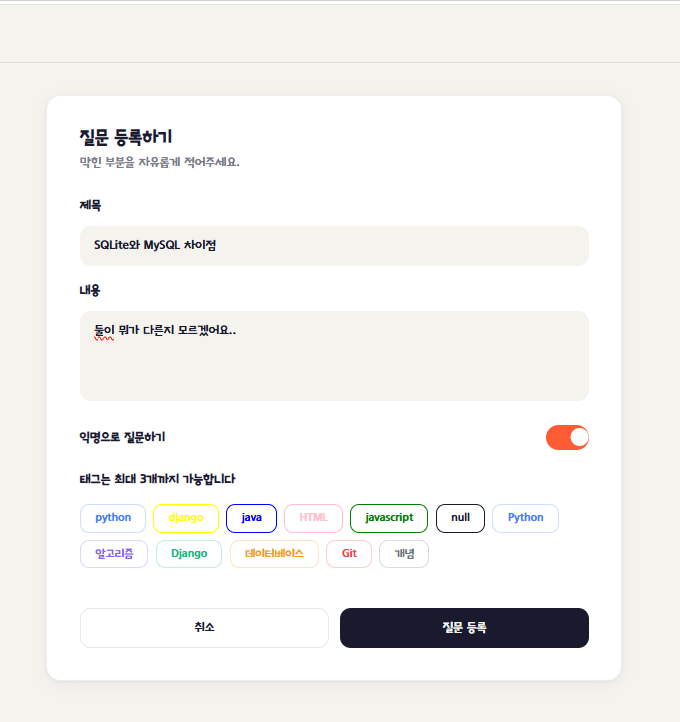 질문 등록하기
막힌 부분을 자유롭게 적어주세요.
제목
SQLite와 MySQL 차이점
내용
둘이 뭐가 다른지 모르겠어요..
익명으로 질문하기
태그는 최대 3개까지 가능합니다
python django java HTML javascript null Python
알고리즘 Django 데이터베이스 Git 개념
취소 질문 등록